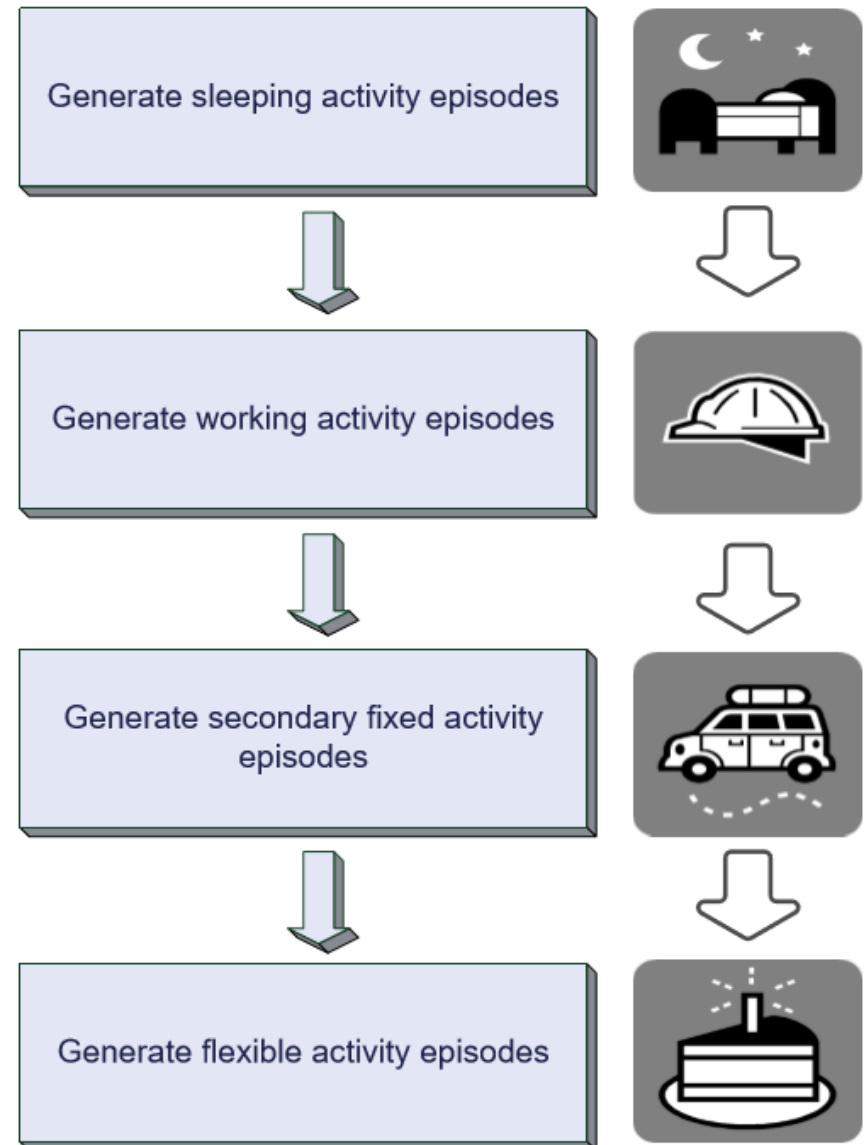 Generate sleeping activity episodes
Generate working activity episodes
Generate secondary fixed activity
episodes
Generate flexible activity episodes